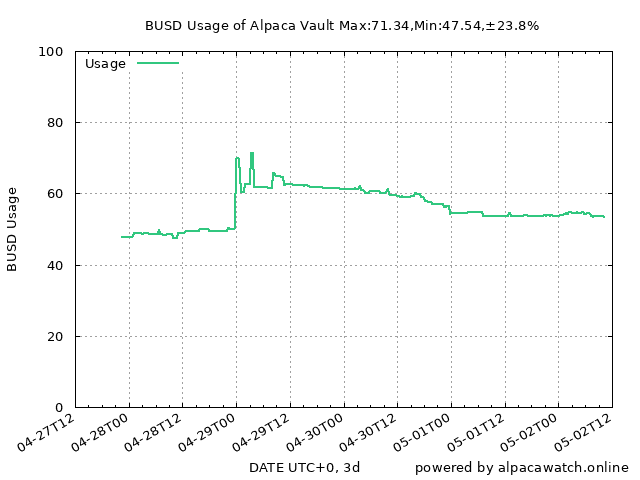 BUSD Usage of Alpaca Vault Max:71.34,Min:47.54,±23.8%
Usage
100
80
60
40
20
0
BUSD Usage
04-27T12
04-28T00
04-28T12
04-29T00
04-29T12
04-30T00
04-30T12
05-01T00
05-01T12
05-02T00
05-02T12
DATE UTC+0, 3d
powered by alpacawatch.online